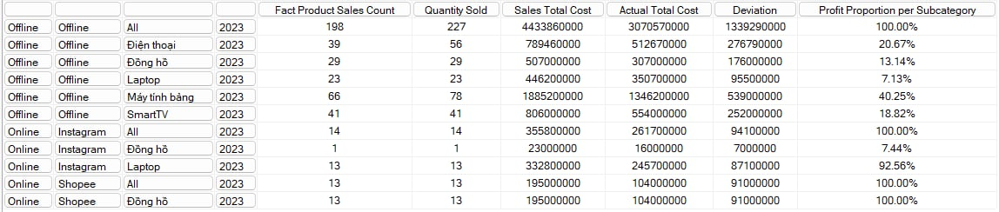 Fact Product Sales Count Quantity Sold Sales Total Cost Actual Total Cost Deviation Profit Proportion per Subcategory
Offline Offline All 2023 198 227 4433860000 3070570000 1339290000 100.00%
Offline Offline Điện thoại 2023 39 56 789460000 512670000 276790000 20.67%
Offline Offline Đồng hồ 2023 29 29 507000000 307000000 176000000 13.14%
Offline Offline Laptop 2023 23 23 446200000 350700000 95500000 7.13%
Offline Offline Máy tính bảng 2023 66 78 1885200000 1346200000 539000000 40.25%
Offline Offline SmartTV 2023 41 41 806000000 554000000 252000000 18.82%
Online Instagram All 2023 14 14 355800000 261700000 94100000 100.00%
Online Instagram Đồng hồ 2023 1 1 23000000 16000000 7000000 7.44%
Online Instagram Laptop 2023 13 13 332800000 245700000 87100000 92.56%
Online Shopee All 2023 13 13 195000000 104000000 91000000 100.00%
Online Shopee Đồng hồ 2023 13 13 195000000 104000000 91000000 100.00%